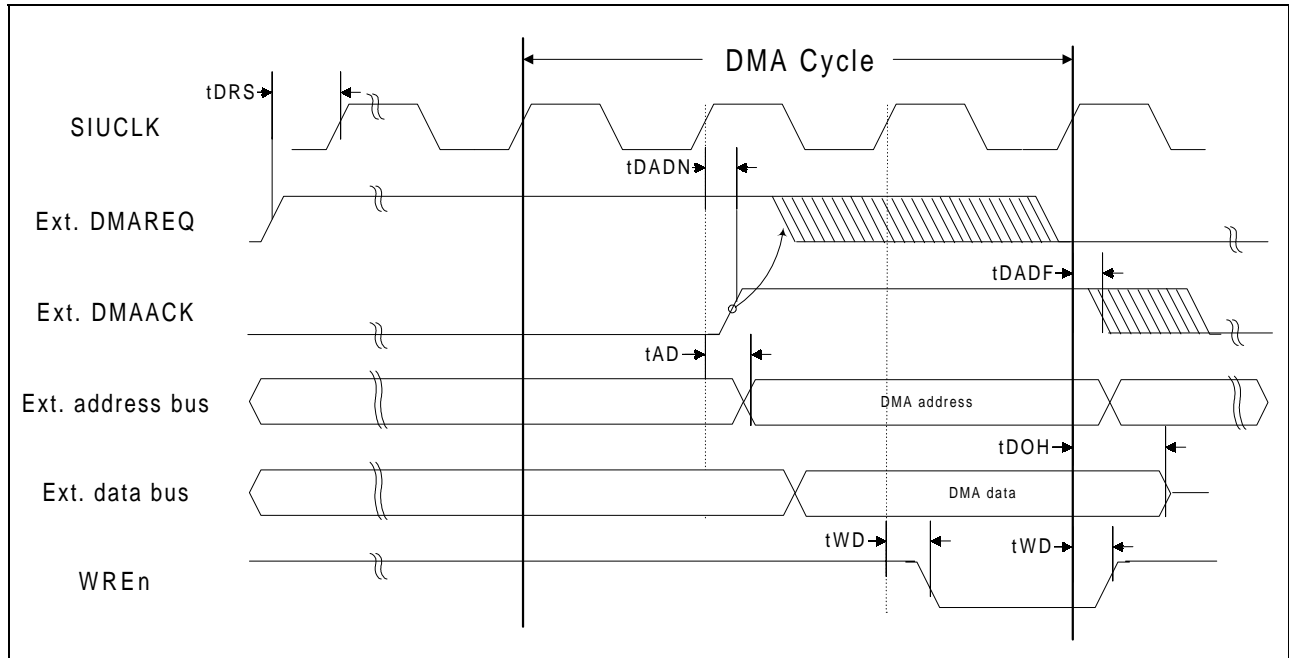 DMA Cycle
tDRS
SIUCLK
tDADN
Ext. DMAREQ
tDADF
Ext. DMAACK
tAD
Ext. address bus
DMA address
tDOH
Ext. data bus
DMA data
tWD
tWD
WREn